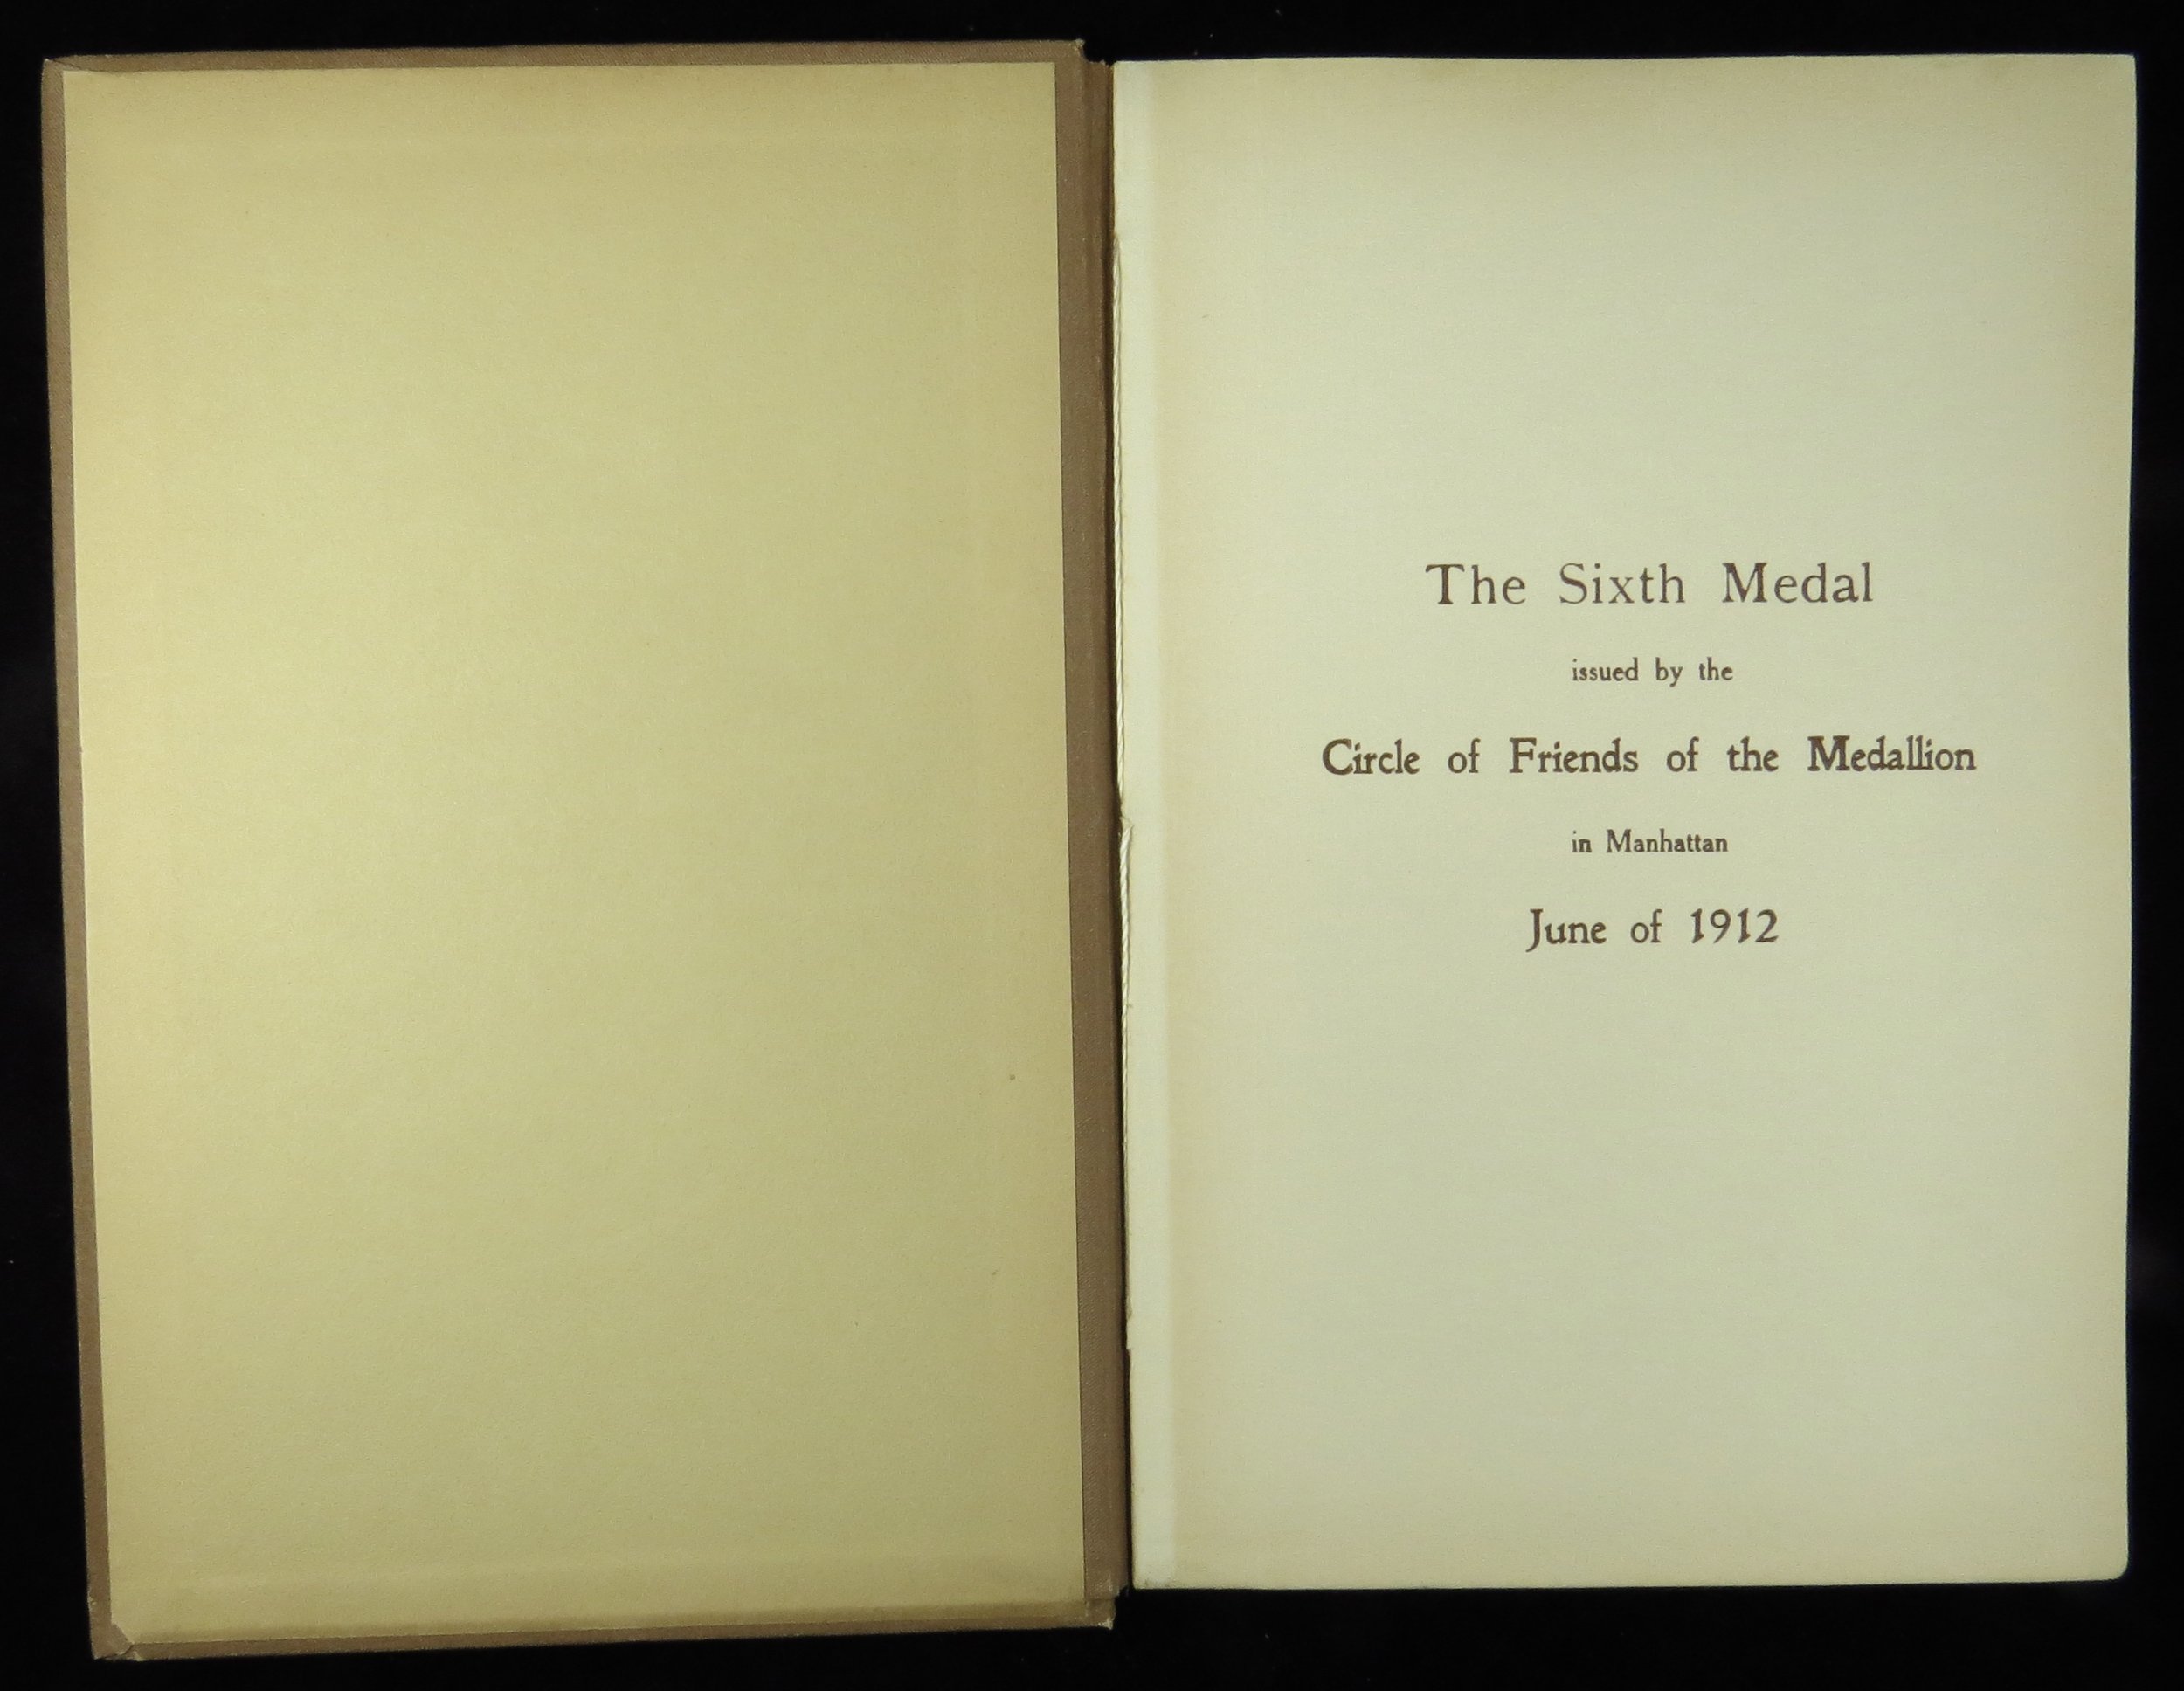 The Sixth Medal
issued by the
Circle of Friends of the Medallion
in Manhattan
June of 1912